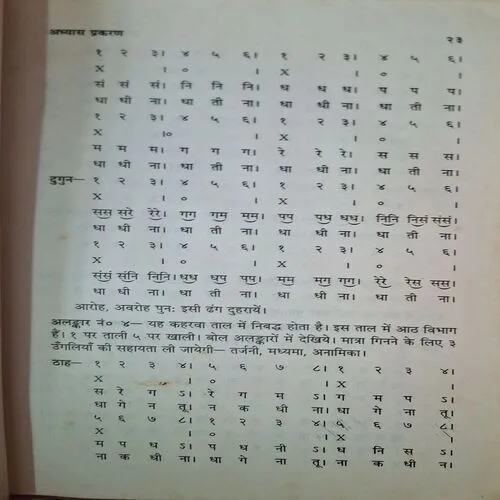 अभ्यास प्रकरण २३
१ २ ३। ४ ५ ६। १ २ ३। ४ ५ ६।
X । ० । X । ० ।
सं सं सं। नि नि नि। ध ध ध। प प प।
धा धी ना। धा ती ना। धा धी ना। धा ती ना।
१ २ ३। ४ ५ ६। १ २ ३। ४ ५ ६।
X ।० । X । ० ।
म म म। ग ग ग। रे रे रे। स स स।
धा धी ना। धा ती ना। धा धी ना। धा ती ना।
दुगुन— १ २ ३। ४ ५ ६। १ २ ३। ४ ५ ६।
X । ० । X । ० ।
सस सरे रेरे। गग गम मम। पप पध धध। निनि निसं संसं।
धा धी ना। धा ती ना। धा धी ना। धा ती ना।
१ २ ३। ४ ५ ६। १ २ ३। ४ ५ ६।
X । ० । X । ० ।
संसं संनि निनि। धध धप पप। मम मग गग। रेरे रेस सस।
धा धी ना। धा ती ना। धा धी ना। धा ती ना।
आरोह, अवरोह पुनः इसी ढंग दुहरायें।
अलङ्कार नं० ४— यह कहरवा ताल में निबद्ध होता है। इस ताल में आठ विभाग
है। १ पर ताली ५ पर खाली। बोल अलङ्कारों में देखिये। मात्रा गिनने के लिए ३
उँगलियों की सहायता ली जायेगी— तर्जनी, मध्यमा, अनामिका।
ठाह— १ २ ३ ४। ५ ६ ७ ८। १ २ ३ ४।
X । ० । X ।
स रे ग ऽ। रे ग म ऽ। ग म प ऽ।
धा गे न तू। न क धी ना। धा गे ना तू।
५ ६ ७ ८। १ २ ३ ४। ५ ६ ७ ८।
० । X । ० । X ।
म प ध ऽ। प ध नी ऽ। ध नि स ऽ।
ना क धी ना। धा गे ना तू। ना क धी न।